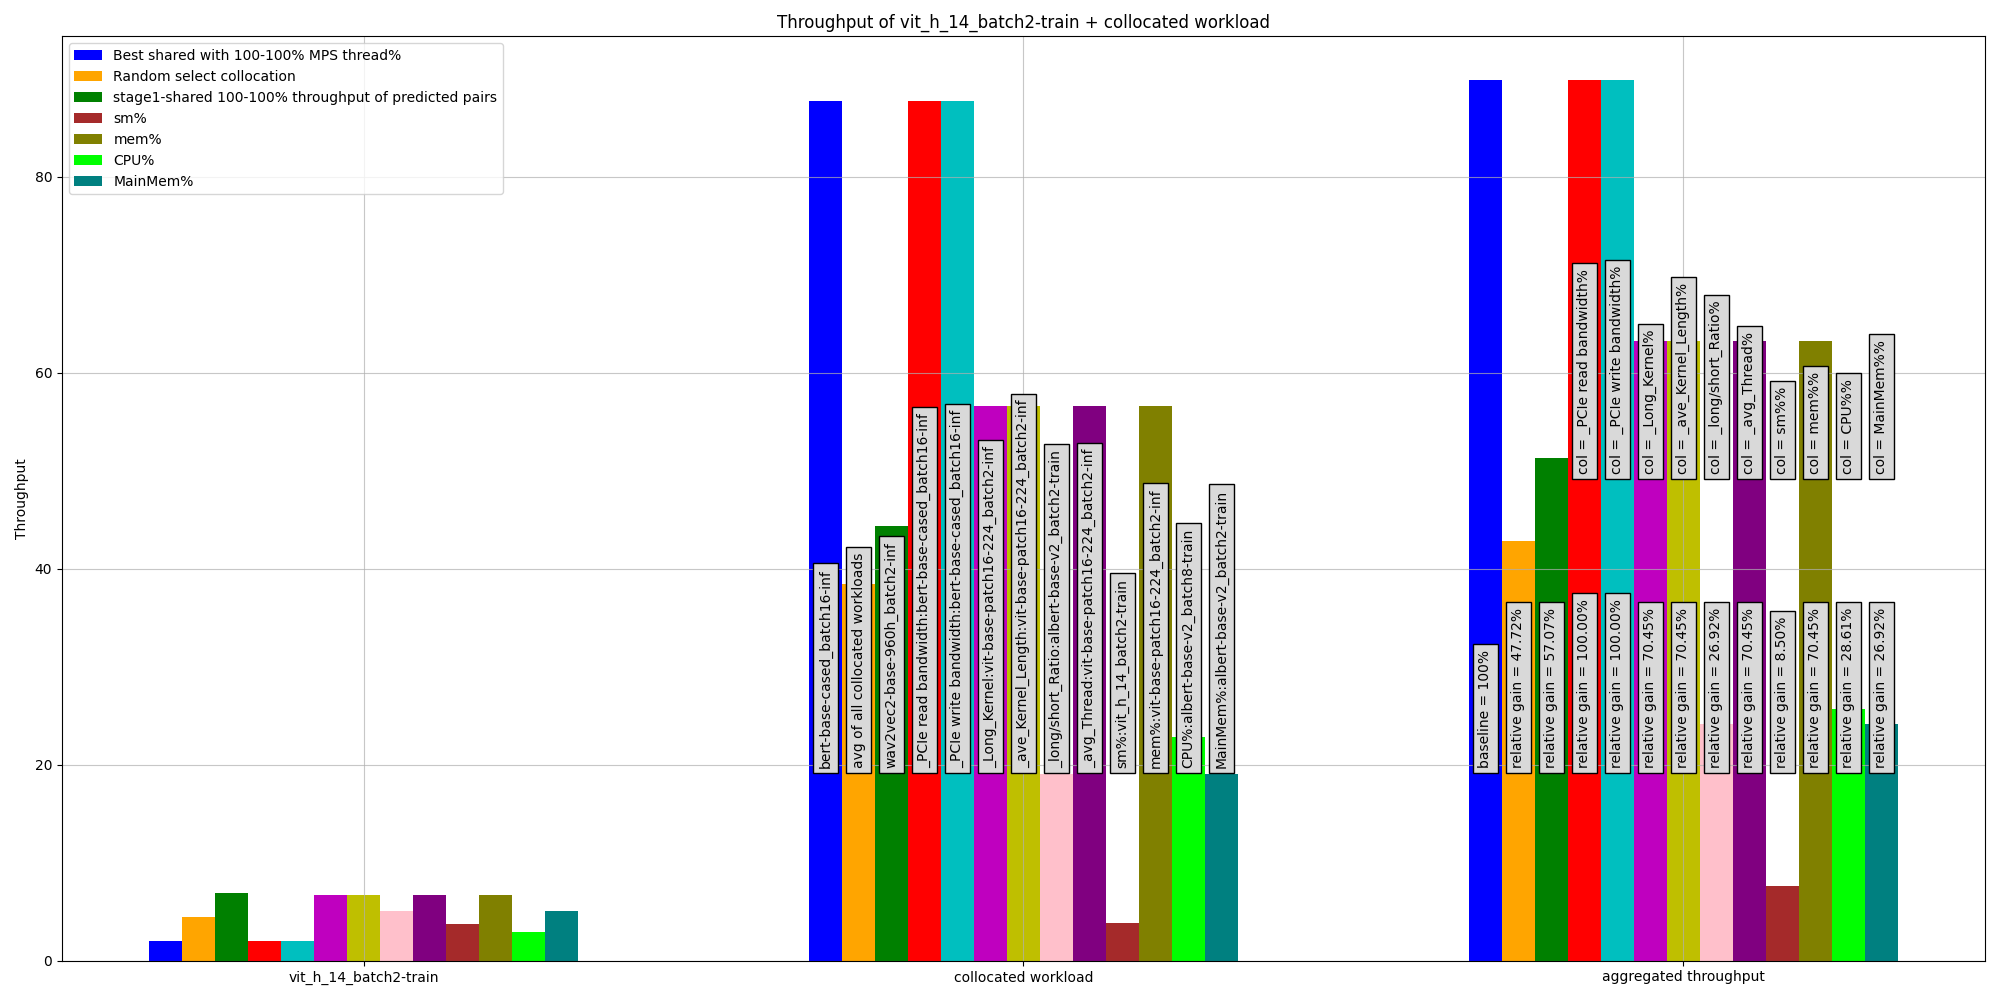 Throughput of vit_h_14_batch2-train + collocated workload
Best shared with 100-100% MPS thread%
Random select collocation
stage1-shared 100-100% throughput of predicted pairs
sm%
mem%
CPU%
MainMem%
Throughput
80
60
40
20
0
bert-base-cased_batch16-inf
avg of all collocated workloads
wav2vec2-base-960h_ batch2-inf
_PCIe read bandwidth:bert-base-cased_batch16-inf
_PCIe write bandwidth:bert-base-cased_batch16-inf
_Long_Kernel:vit-base-patch16-224_batch2-inf
_ave_Kernel_Length:vit-base-patch16-224_batch2-inf
_long/short_Ratio:albert-base-v2_batch2-train
_avg_Thread:vit-base-patch16-224_batch2-inf
sm%:vit_h_14_batch2-train
mem%:vit-base-patch16-224_batch2-inf
CPU%:albert-base-v2_batch8-train
MainMem%:albert-base-v2_batch2-train
col = _PCIe read bandwidth%
col = _PCIe write bandwidth%
col = _Long_Kernel%
col = _ave_Kernel_Length%
col = _long/short_Ratio%
col = _avg_Thread%
col = sm%%
col = mem%%
col = CPU%%
col = MainMem%%
baseline = 100%
relative gain = 47.72%
relative gain = 57.07%
relative gain = 100.00%
relative gain = 100.00%
relative gain = 70.45%
relative gain = 70.45%
relative gain = 26.92%
relative gain = 70.45%
relative gain = 8.50%
relative gain = 70.45%
relative gain = 28.61%
relative gain = 26.92%
vit_h_14_batch2-train
collocated workload
aggregated throughput